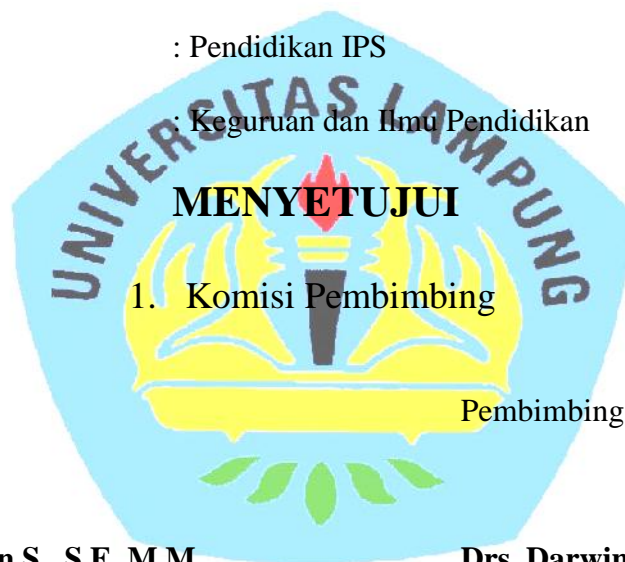 : Pendidikan IPS
: Keguruan dan Ilmu Pendidikan
UNIVERSITAS LAMPUNG
MENYETUJUI
1. Komisi Pembimbing
Pembimbing
n S., S.E, M.M. Drs. Darwin